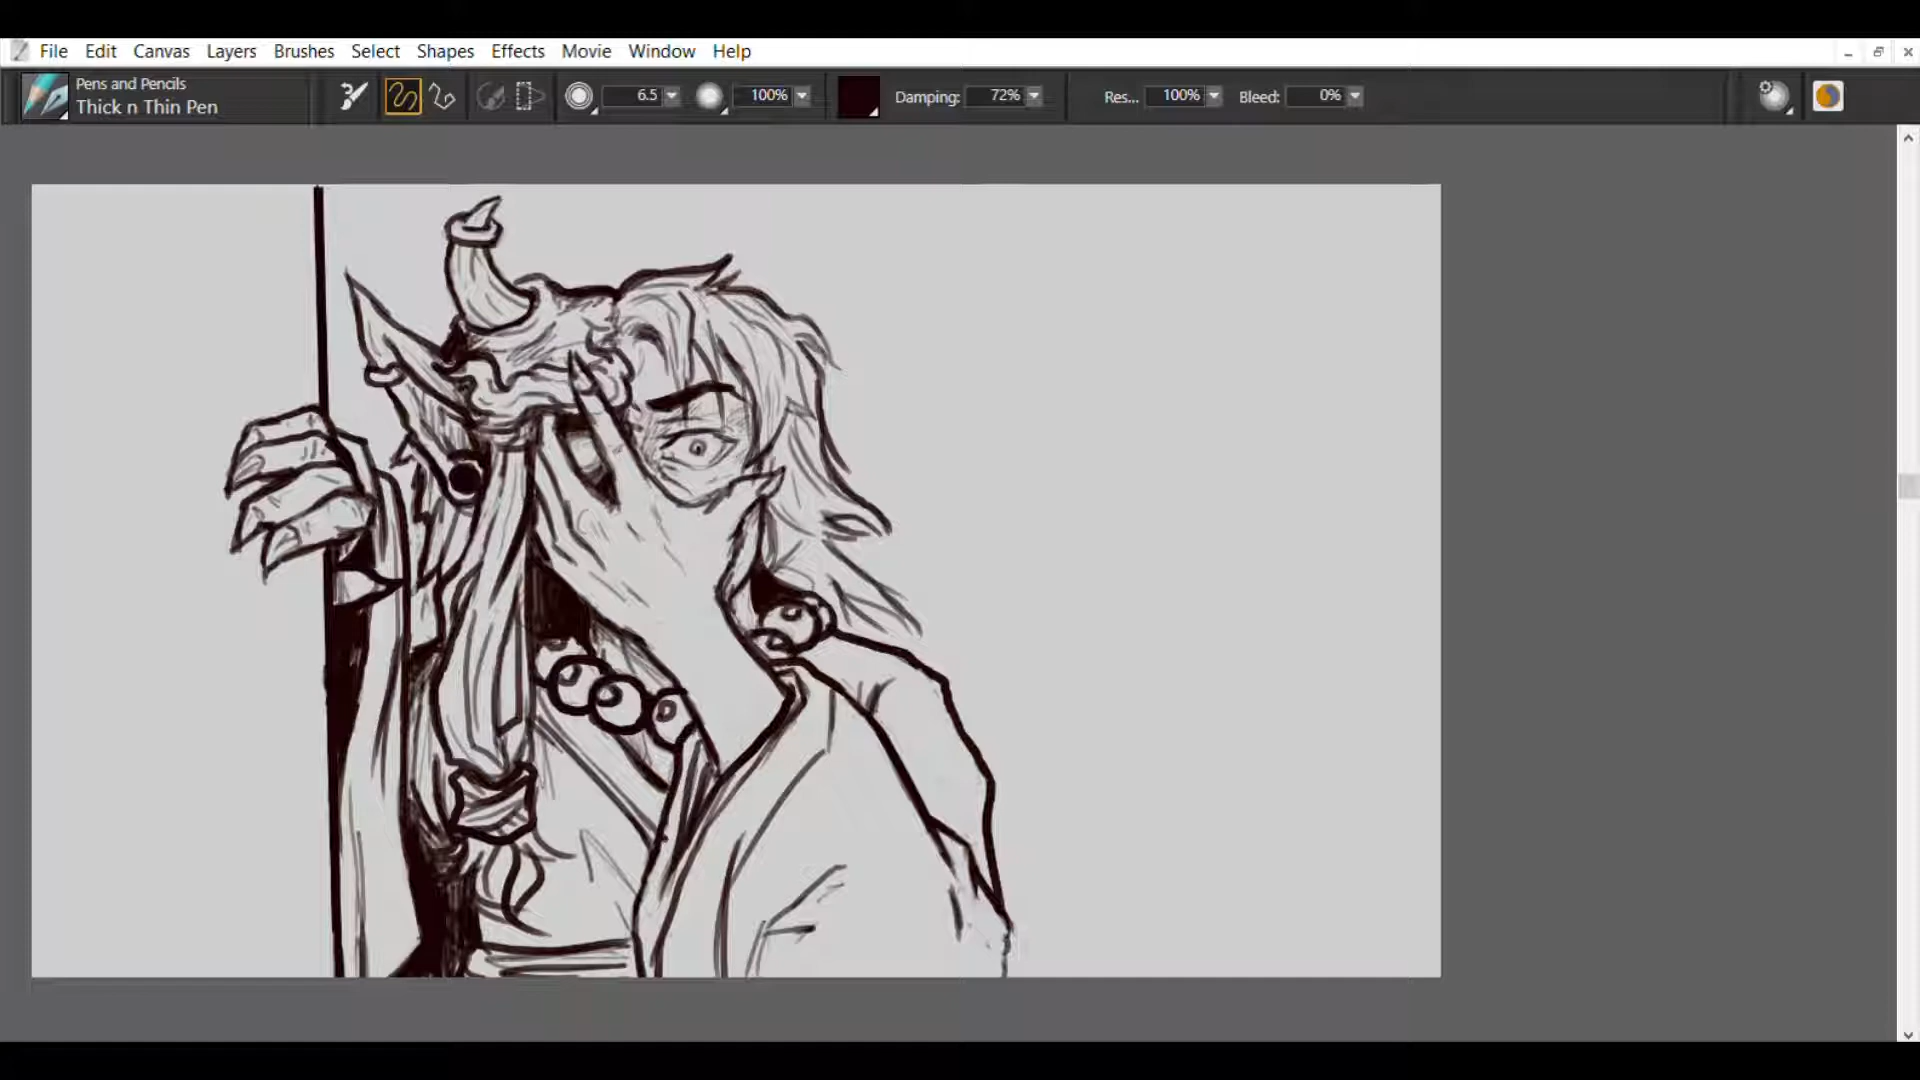 File Edit Canvas Layers Brushes Select Shapes Effects Movie Window Help
Pens and Pencils
Thick n Thin Pen
6.5 100% Damping: 72% Res... 100% Bleed: 0%